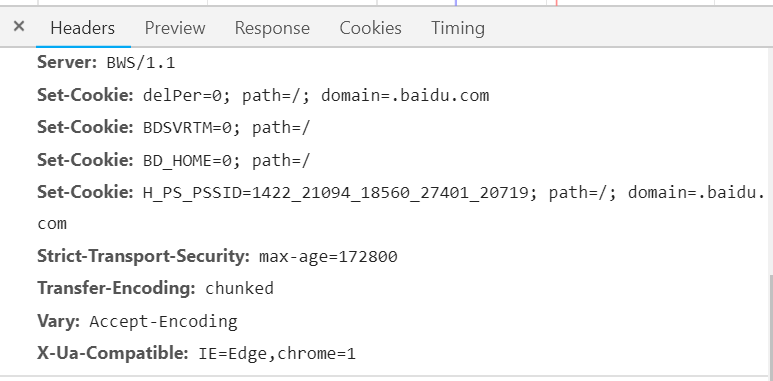 × Headers Preview Response Cookies Timing
Server: BWS/1.1
Set-Cookie: delPer=0; path=/; domain=.baidu.com
Set-Cookie: BDSVRTM=0; path=/
Set-Cookie: BD_HOME=0; path=/
Set-Cookie: H_PS_PSSID=1422_21094_18560_27401_20719; path=/; domain=.baidu.
com
Strict-Transport-Security: max-age=172800
Transfer-Encoding: chunked
Vary: Accept-Encoding
X-Ua-Compatible: IE=Edge,chrome=1